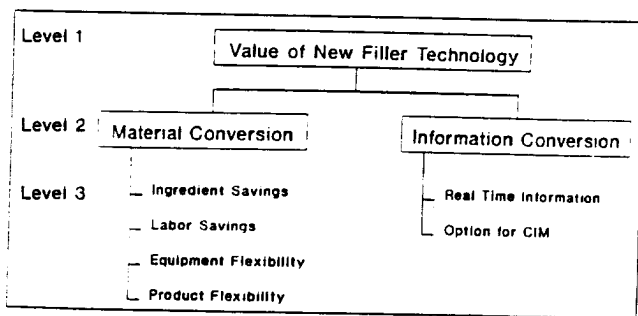 Level 1
Value of New Filler Technology
Level 2
Material Conversion
Information Conversion
Level 3
Ingredient Savings
Real Time Information
Labor Savings
Option for CIM
Equipment Flexibility
Product Flexibility